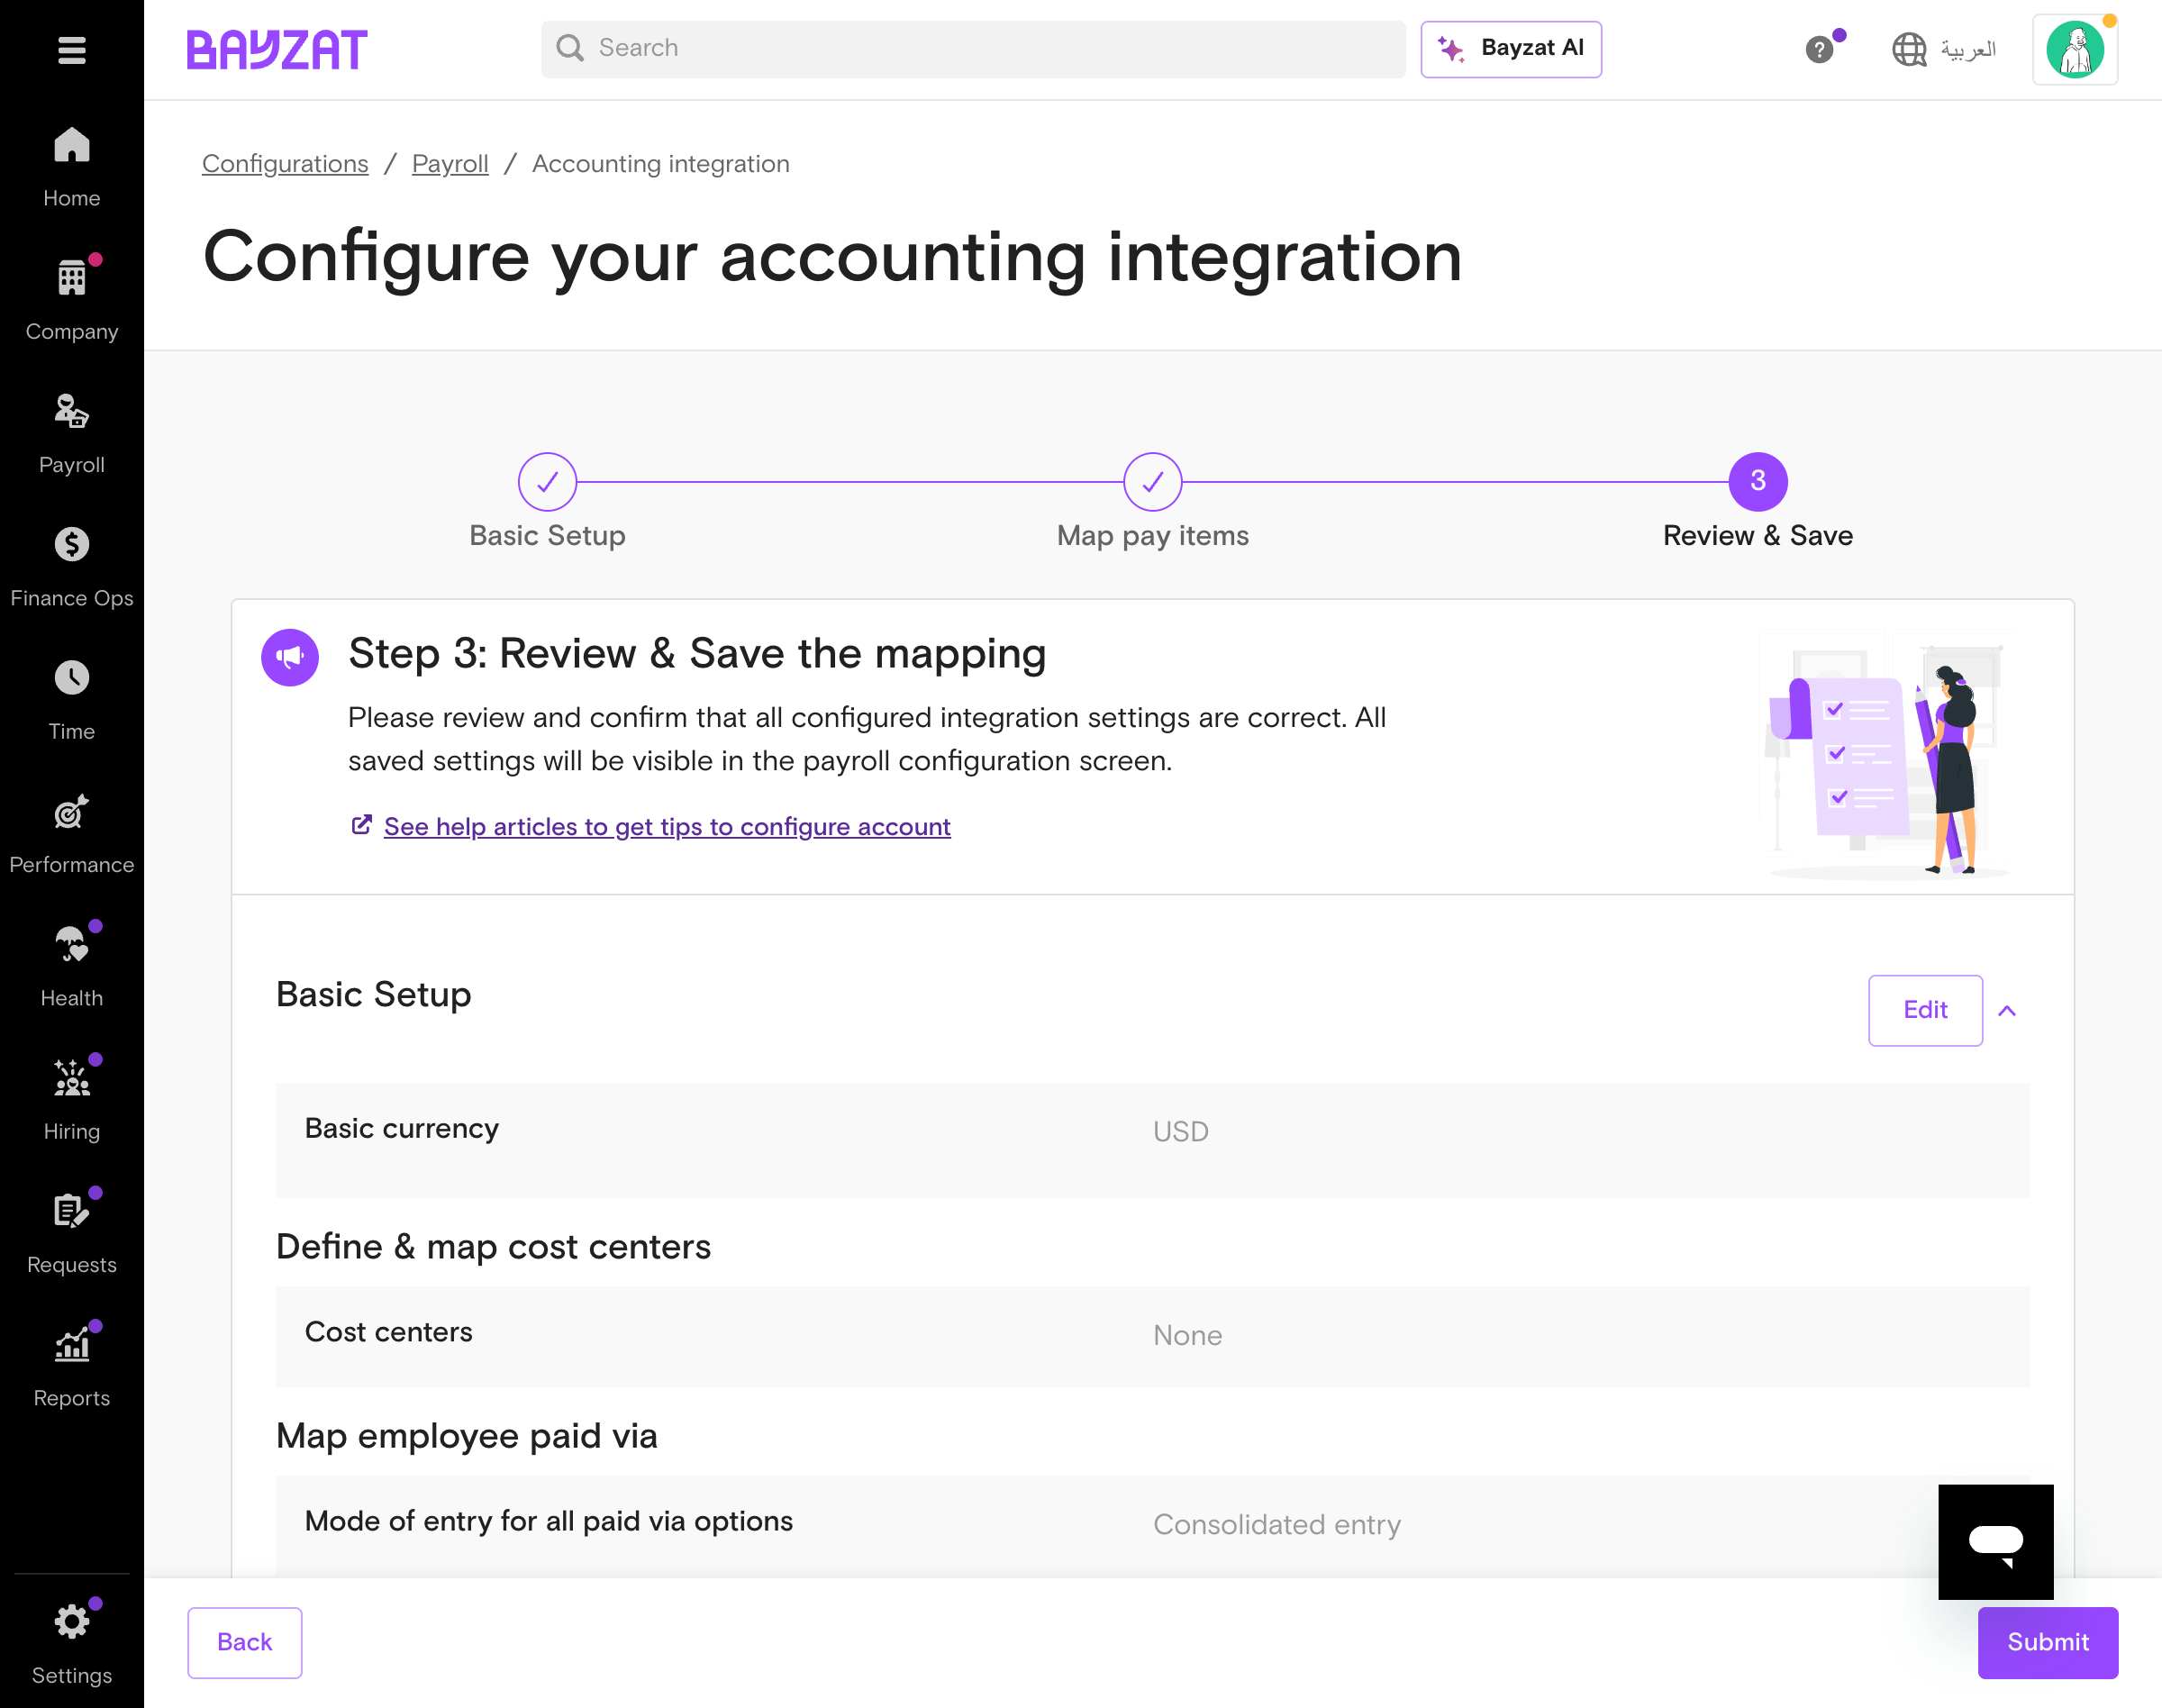 BAYZAT
Search
Bayzat AI
?
العربية
Home
Company
Payroll
Finance Ops
Time
Performance
Health
Hiring
Requests
Reports
Settings
Configurations / Payroll / Accounting integration
Configure your accounting integration
Basic Setup
Map pay items
3
Review & Save
Step 3: Review & Save the mapping
Please review and confirm that all configured integration settings are correct. All
saved settings will be visible in the payroll configuration screen.
See help articles to get tips to configure account
Basic Setup
Edit
Basic currency USD
Define & map cost centers
Cost centers None
Map employee paid via
Mode of entry for all paid via options Consolidated entry
Back
Submit